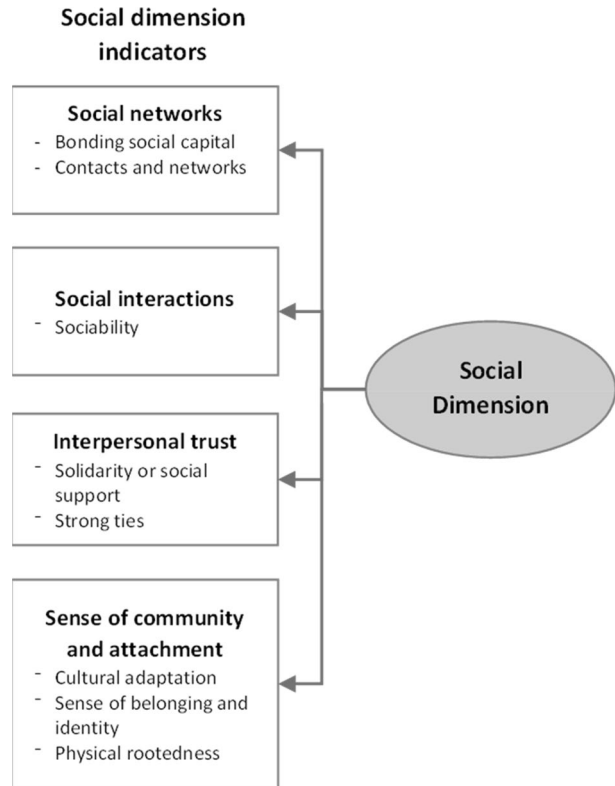 Social dimension
indicators
Social networks
- Bonding social capital
- Contacts and networks
Social interactions
- Sociability
Interpersonal trust
- Solidarity or social
support
- Strong ties
Sense of community
and attachment
- Cultural adaptation
- Sense of belonging and
identity
- Physical rootedness
Social
Dimension